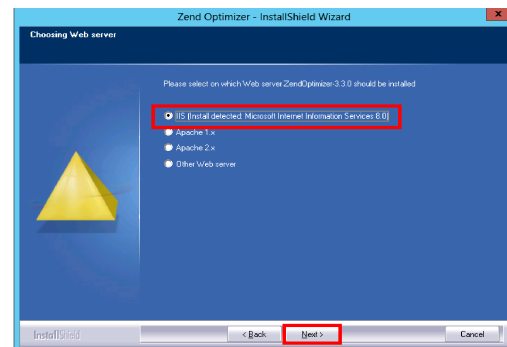 Zend Optimizer - InstallShield Wizard
x
Choosing Web server
Please select on which Web server ZendOptimizer-3.3.0 should be installed
IIS (Install detected: Microsoft Internet Information Services 8.0)
Apache 1.x
Apache 2.x
Other Web server
InstallShield
< Back
Next >
Cancel